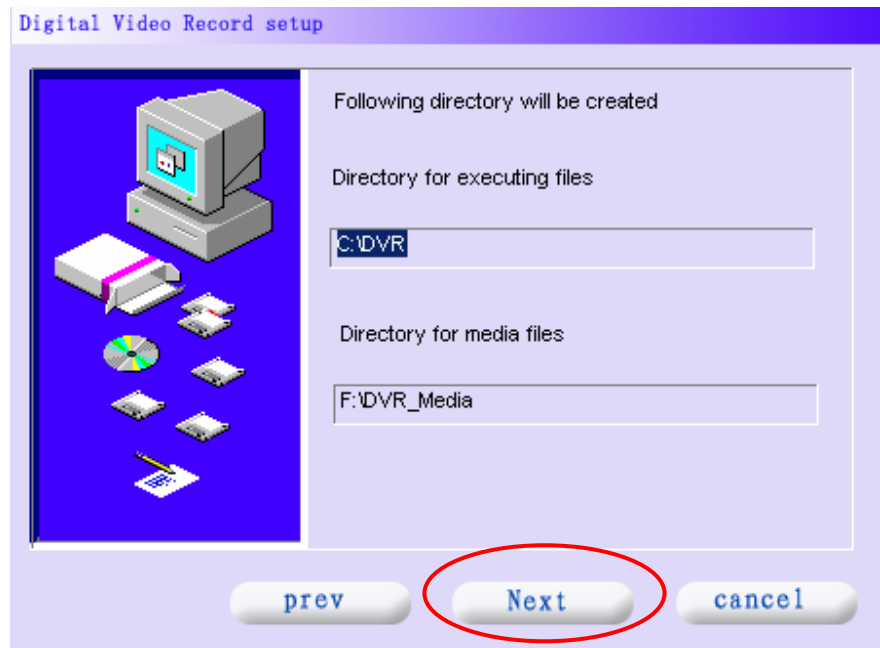 Digital Video Record setup
Following directory will be created
Directory for executing files
C:\DVR
Directory for media files
F:\DVR_Media
prev Next cancel